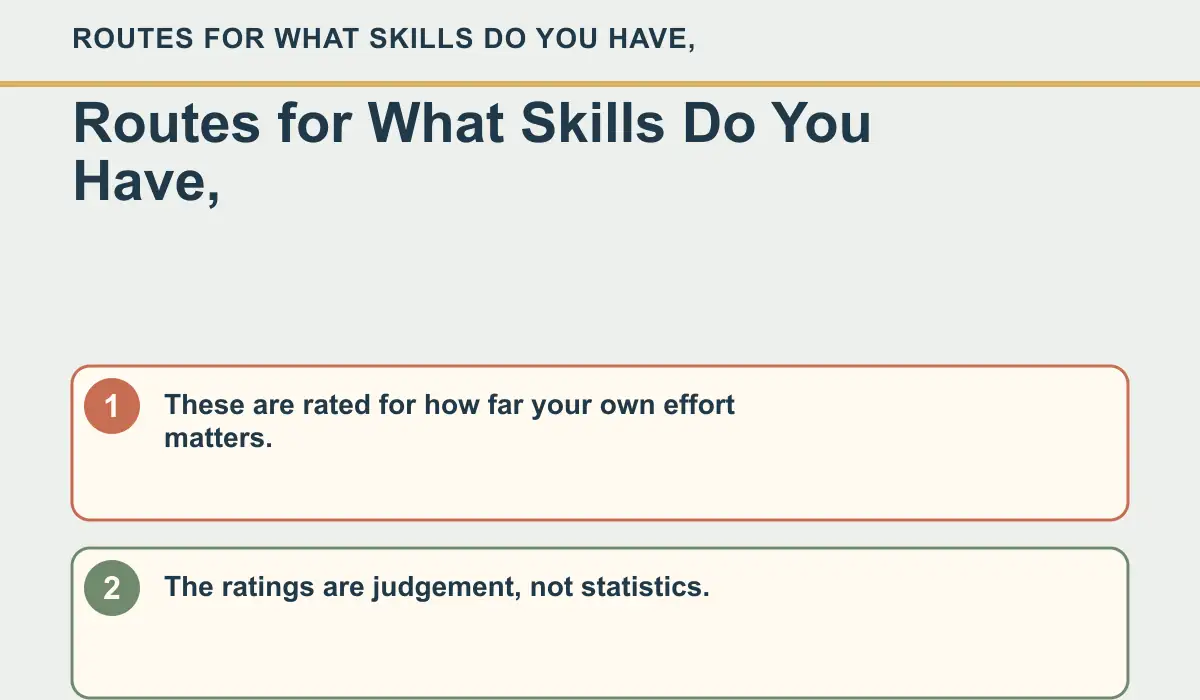 ROUTES FOR WHAT SKILLS DO YOU HAVE,
Routes for What Skills Do You
Have,
1
These are rated for how far your own effort
matters.
2
The ratings are judgement, not statistics.